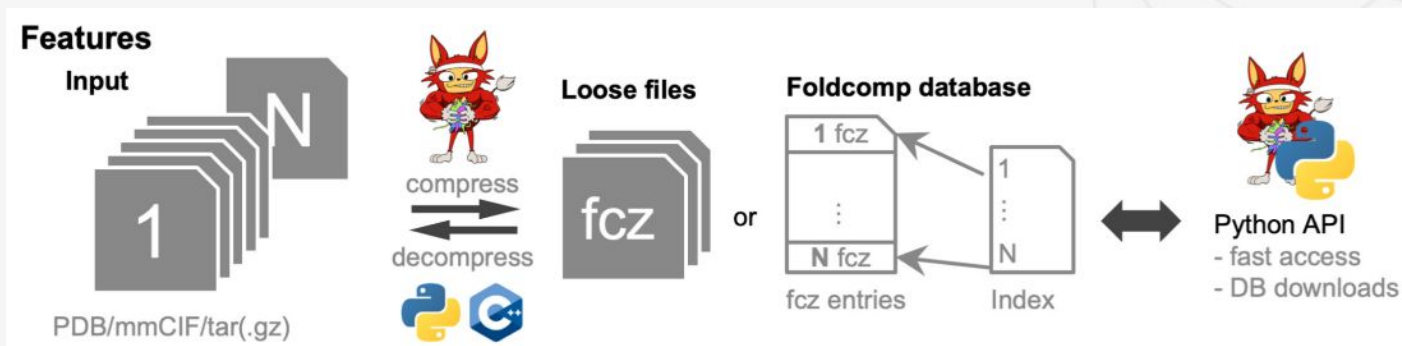 Features
Input
N
1
PDB/mmCIF/tar(.gz)
compress
decompress
C++
Loose files
fcz
or
Foldcomp database
1 fcz
⋮
N fcz
fcz entries
1
⋮
N
Index
Python API
- fast access
- DB downloads